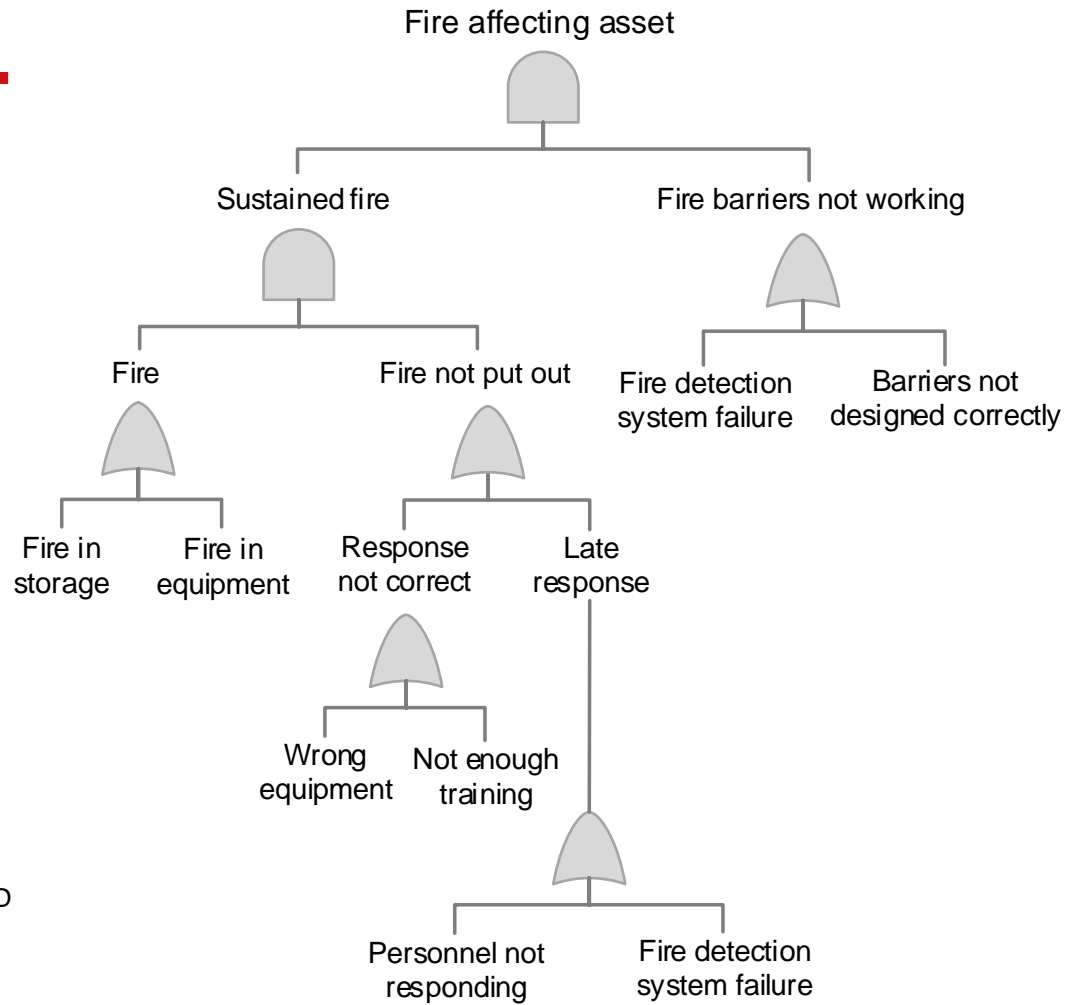 Fire affecting asset
Sustained fire
Fire barriers not working
Fire
Fire not put out
Fire detection
system failure
Barriers not
designed correctly
Fire in
storage
Fire in
equipment
Response
not correct
Late
response
Wrong
equipment
Not enough
training
Personnel not
responding
Fire detection
system failure